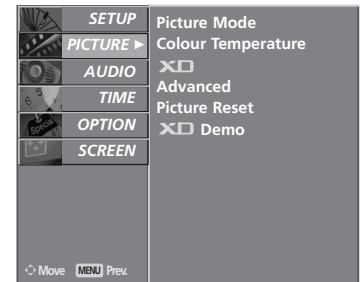 SETUP
PICTURE ►
AUDIO
TIME
OPTION
SCREEN
Move MENU Prev.
Picture Mode
Colour Temperature
XD
Advanced
Picture Reset
XD Demo